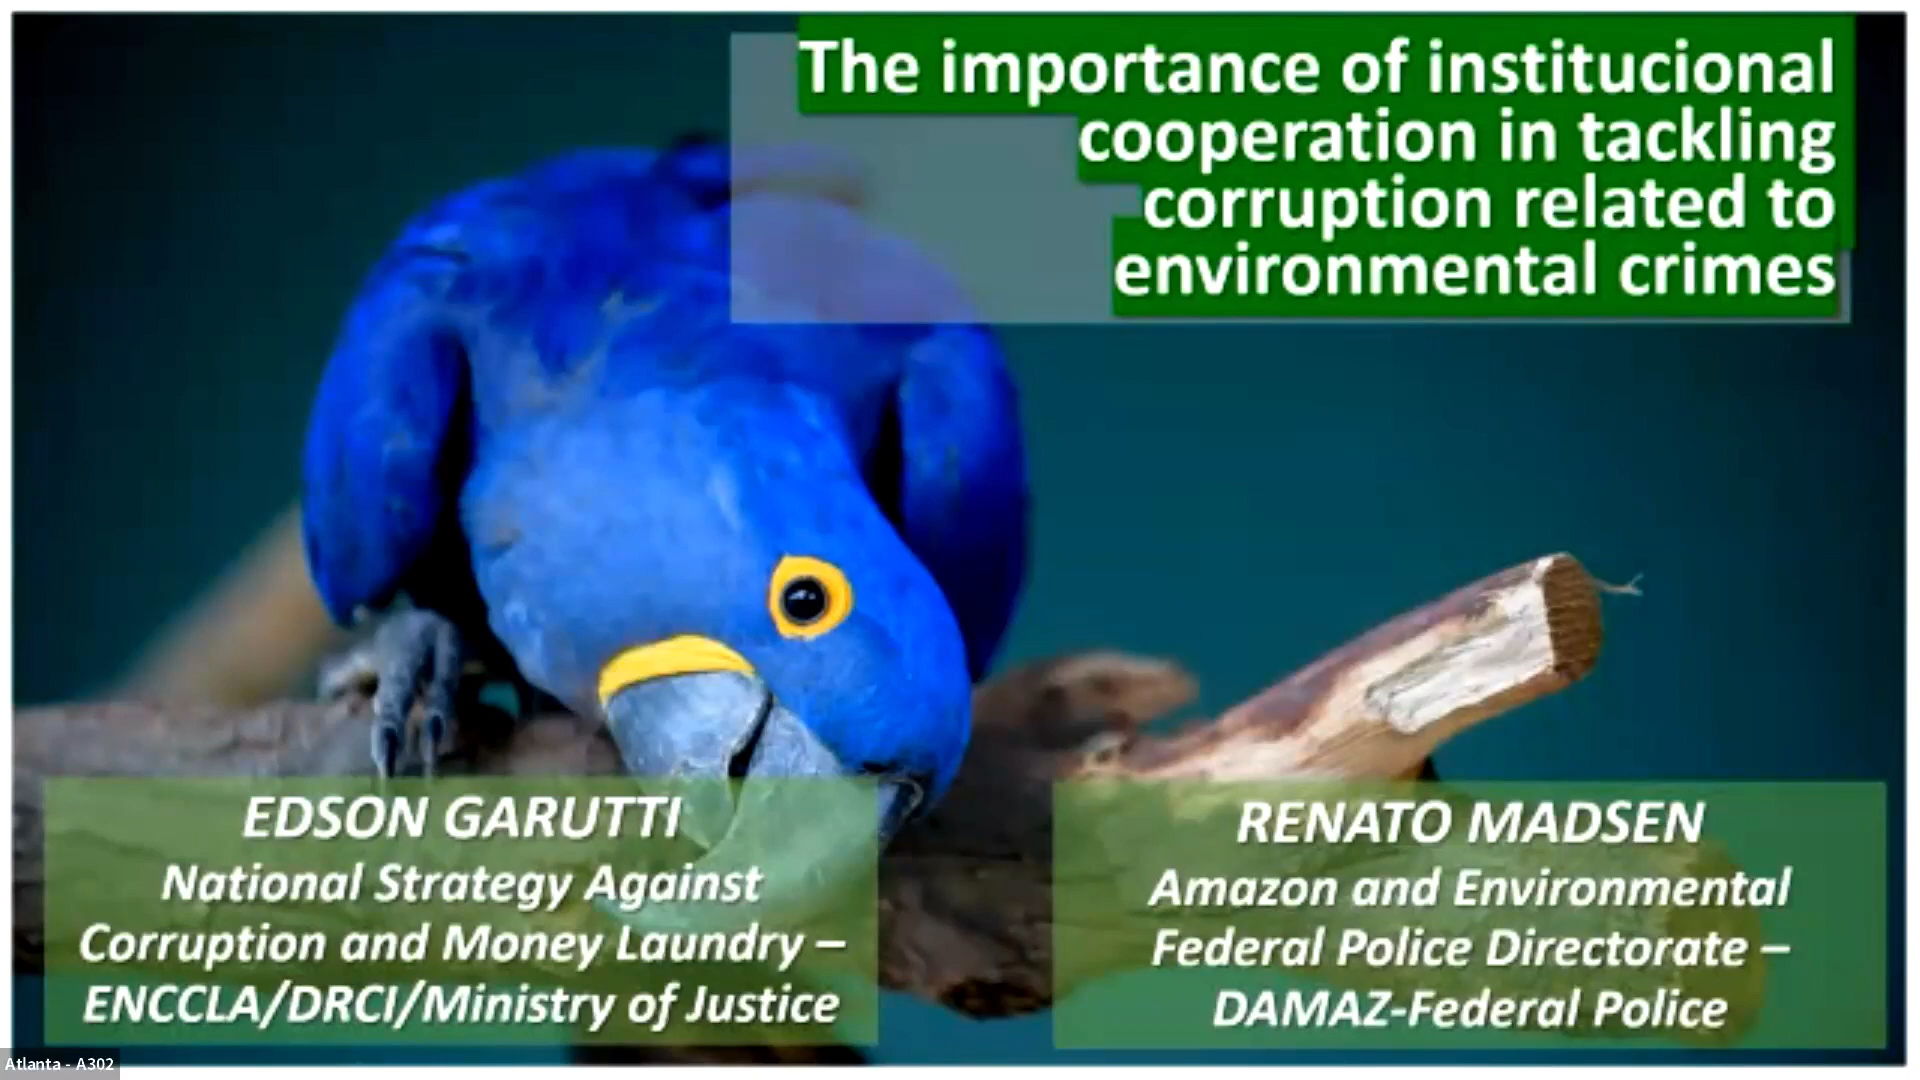 The importance of institucional
cooperation in tackling
corruption related to
environmental crimes
EDSON GARUTTI
National Strategy Against
Corruption and Money Laundry –
ENCCLA/DRCI/Ministry of Justice
RENATO MADSEN
Amazon and Environmental
Federal Police Directorate –
DAMAZ-Federal Police
Atlanta - A302